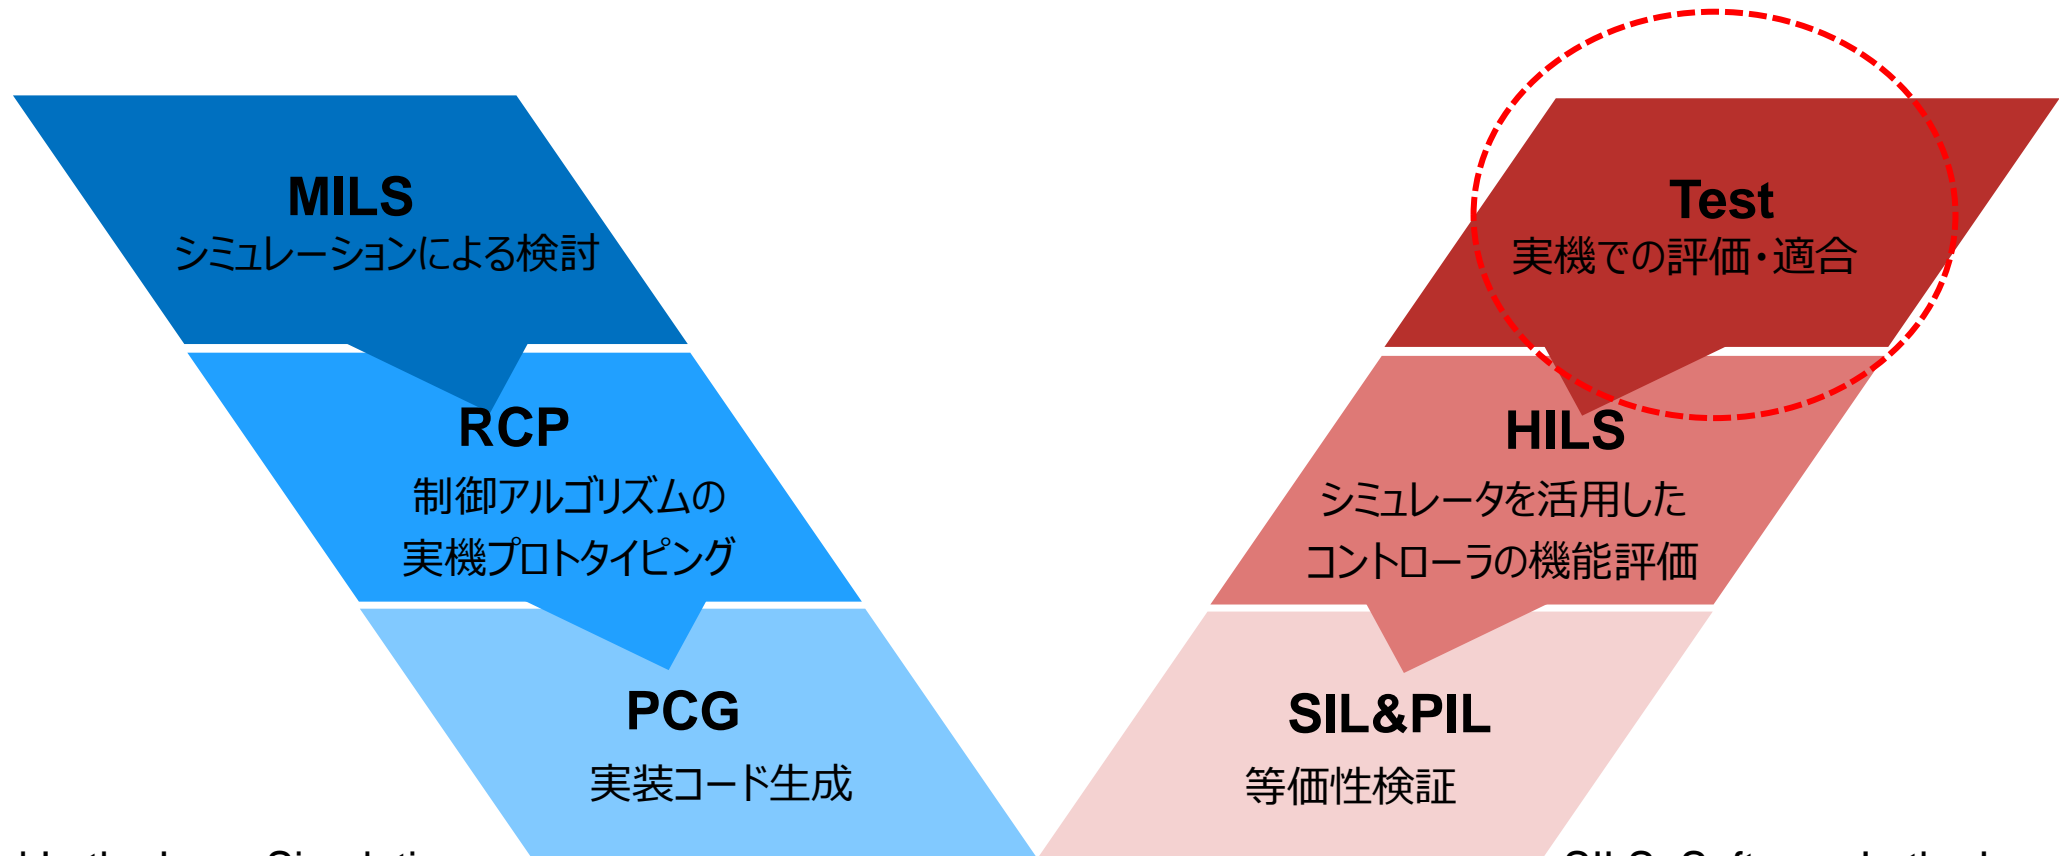 MILS
シミュレーションによる検討
RCP
制御アルゴリズムの
実機プロトタイピング
PCG
実装コード生成
Test
実機での評価・適合
HILS
シミュレータを活用した
コントローラの機能評価
SIL&PIL
等価性検証